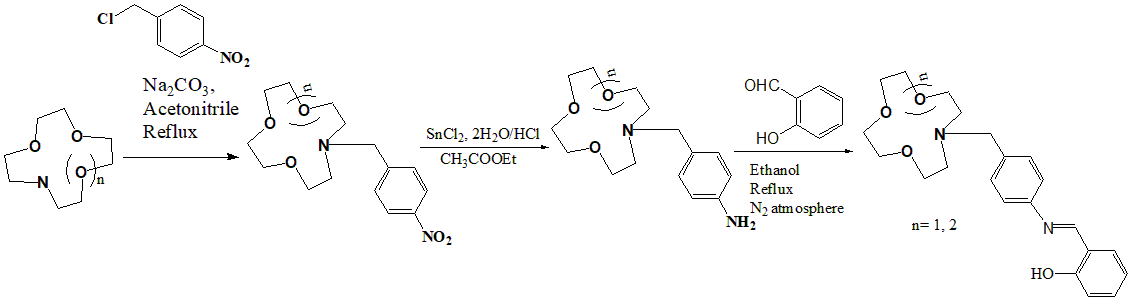 Cl
NO2
Na2CO3,
Acetonitrile
Reflux
O
O
N
O
n
n
O
O
N
O
NO2
SnCl2, 2H2O/HCl
CH3COOEt
n
O
O
N
O
NH2
OHC
HO
Ethanol
Reflux
N2 atmosphere
n
O
O
N
O
N
HO
n= 1, 2